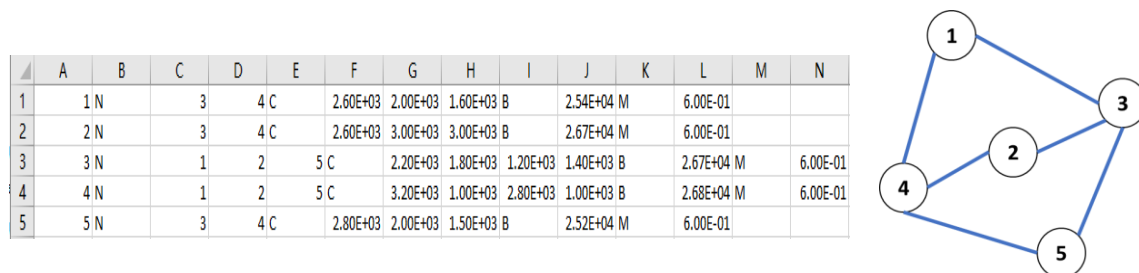 A B C D E F G H I J K L M N
1 1 N 3 4 C 2.60E+03 2.00E+03 1.60E+03 B 2.54E+04 M 6.00E-01
2 2 N 3 4 C 2.60E+03 3.00E+03 3.00E+03 B 2.67E+04 M 6.00E-01
3 3 N 1 2 5 C 2.20E+03 1.80E+03 1.20E+03 1.40E+03 B 2.67E+04 M 6.00E-01
4 4 N 1 2 5 C 3.20E+03 1.00E+03 2.80E+03 1.00E+03 B 2.68E+04 M 6.00E-01
5 5 N 3 4 C 2.80E+03 2.00E+03 1.50E+03 B 2.52E+04 M 6.00E-01
1
3
2
4
5